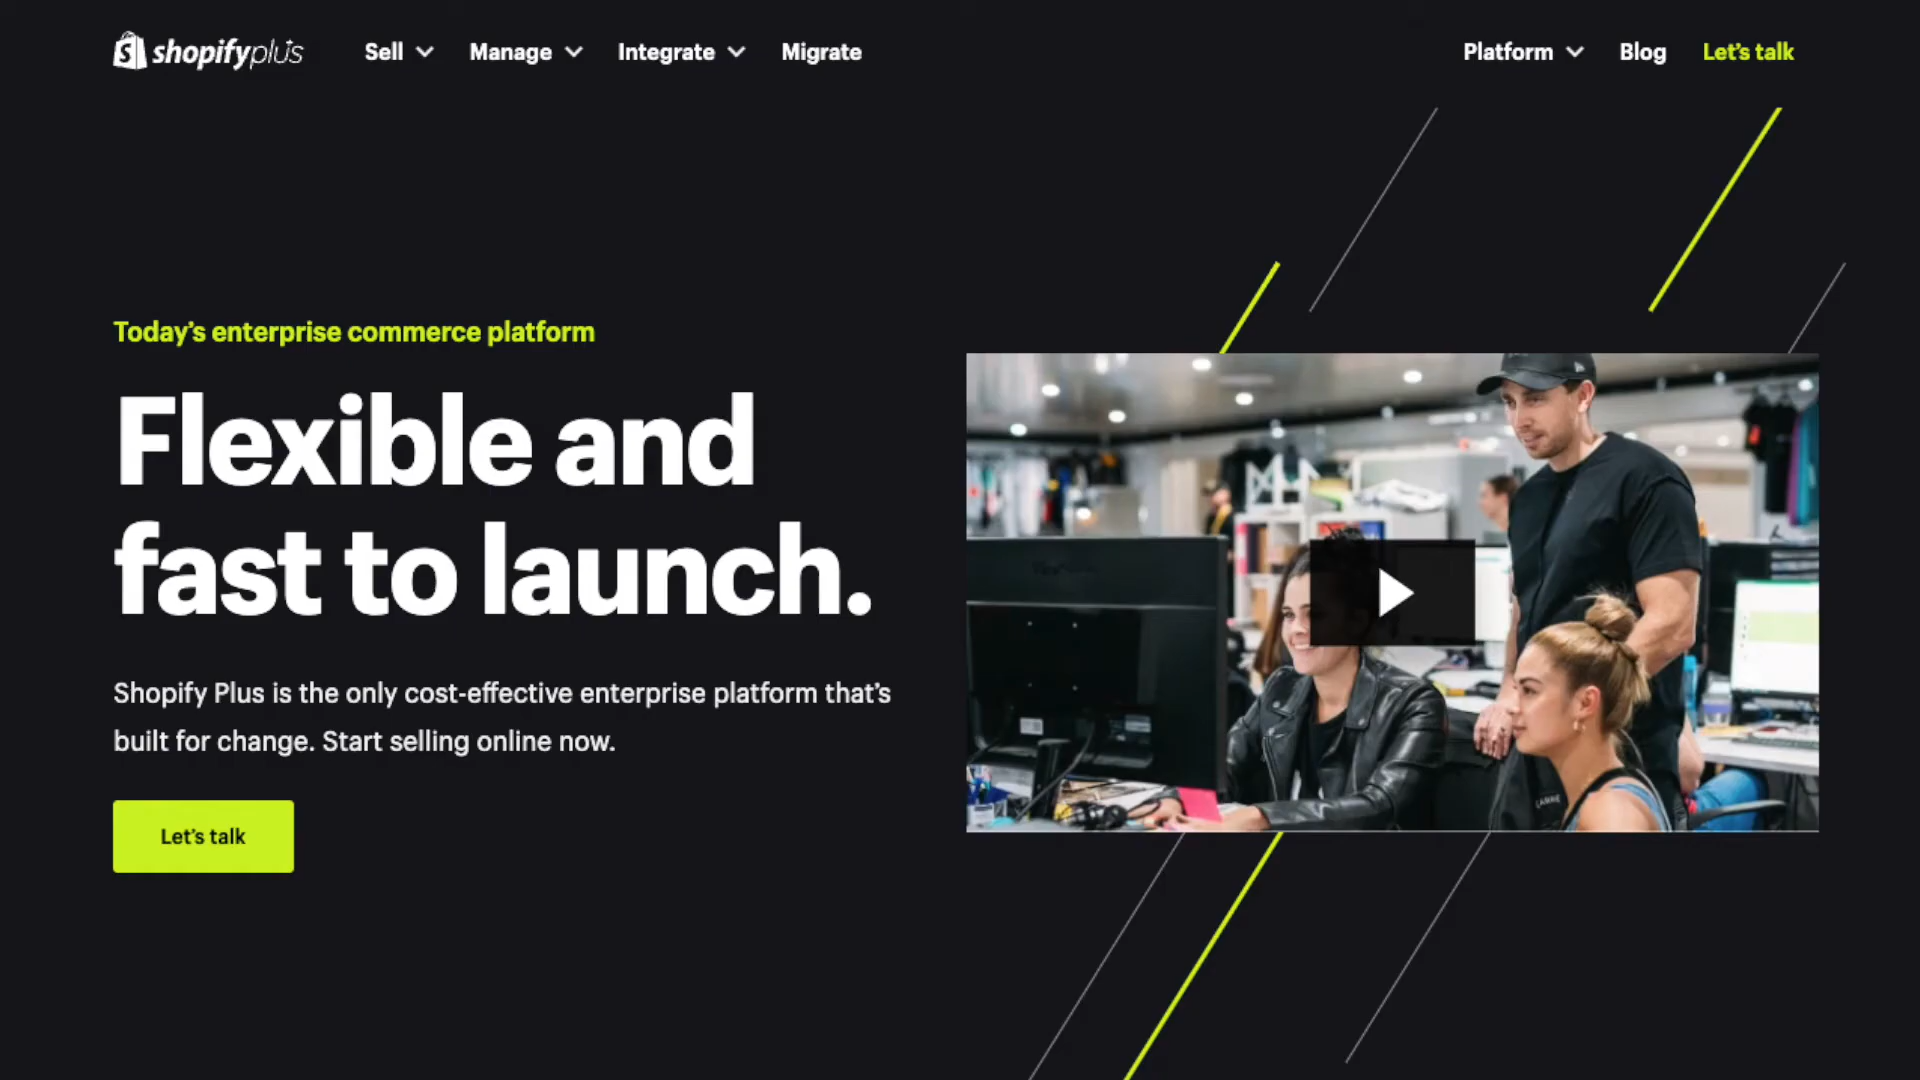 shopifyplus
Sell
Manage
Integrate
Migrate
Platform
Blog
Let's talk
Today's enterprise commerce platform
Flexible and
fast to launch.
Shopify Plus is the only cost-effective enterprise platform that's
built for change. Start selling online now.
Let's talk